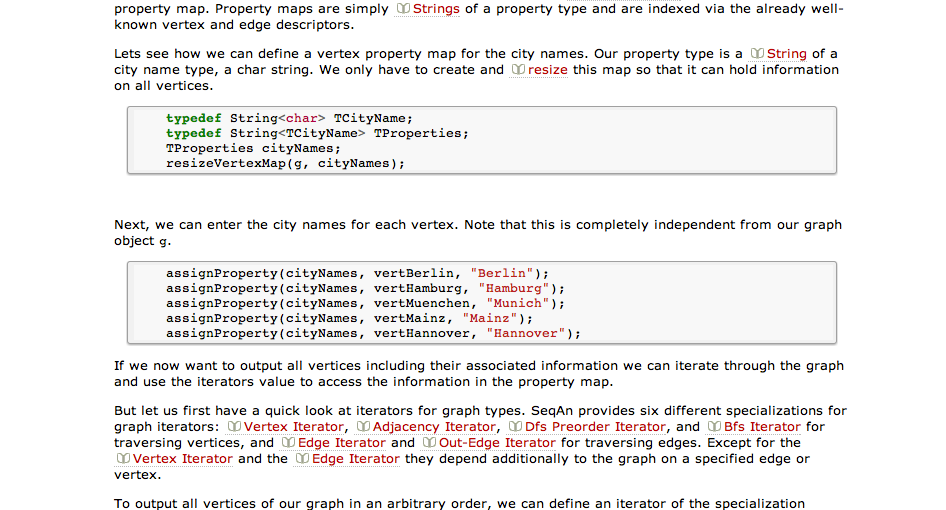 property map. Property maps are simply Strings of a property type and are indexed via the already well-
known vertex and edge descriptors.
Lets see how we can define a vertex property map for the city names. Our property type is a String of a
city name type, a char string. We only have to create and resize this map so that it can hold information
on all vertices.
typedef String<char> TCityName;
typedef String<TCityName> TProperties;
TProperties cityNames;
resizeVertexMap(g, cityNames);
Next, we can enter the city names for each vertex. Note that this is completely independent from our graph
object g.
assignProperty(cityNames, vertBerlin, "Berlin");
assignProperty(cityNames, vertHamburg, "Hamburg");
assignProperty(cityNames, vertMuenchen, "Munich");
assignProperty(cityNames, vertMainz, "Mainz");
assignProperty(cityNames, vertHannover, "Hannover");
If we now want to output all vertices including their associated information we can iterate through the graph
and use the iterators value to access the information in the property map.
But let us first have a quick look at iterators for graph types. SeqAn provides six different specializations for
graph iterators: Vertex Iterator, Adjacency Iterator, Dfs Preorder Iterator, and Bfs Iterator for
traversing vertices, and Edge Iterator and Out-Edge Iterator for traversing edges. Except for the
Vertex Iterator and the Edge Iterator they depend additionally to the graph on a specified edge or
vertex.
To output all vertices of our graph in an arbitrary order, we can define an iterator of the specialization